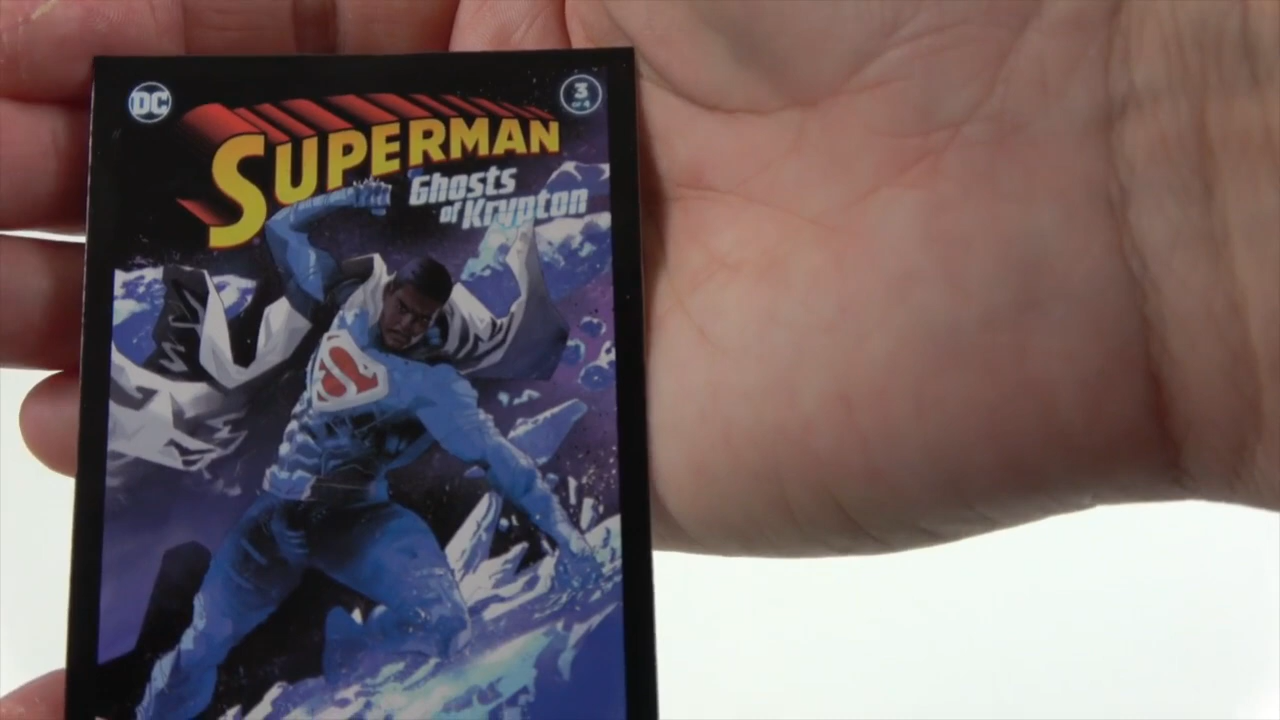 DC
3
OF 4
SUPERMAN
Ghosts
of Krypton